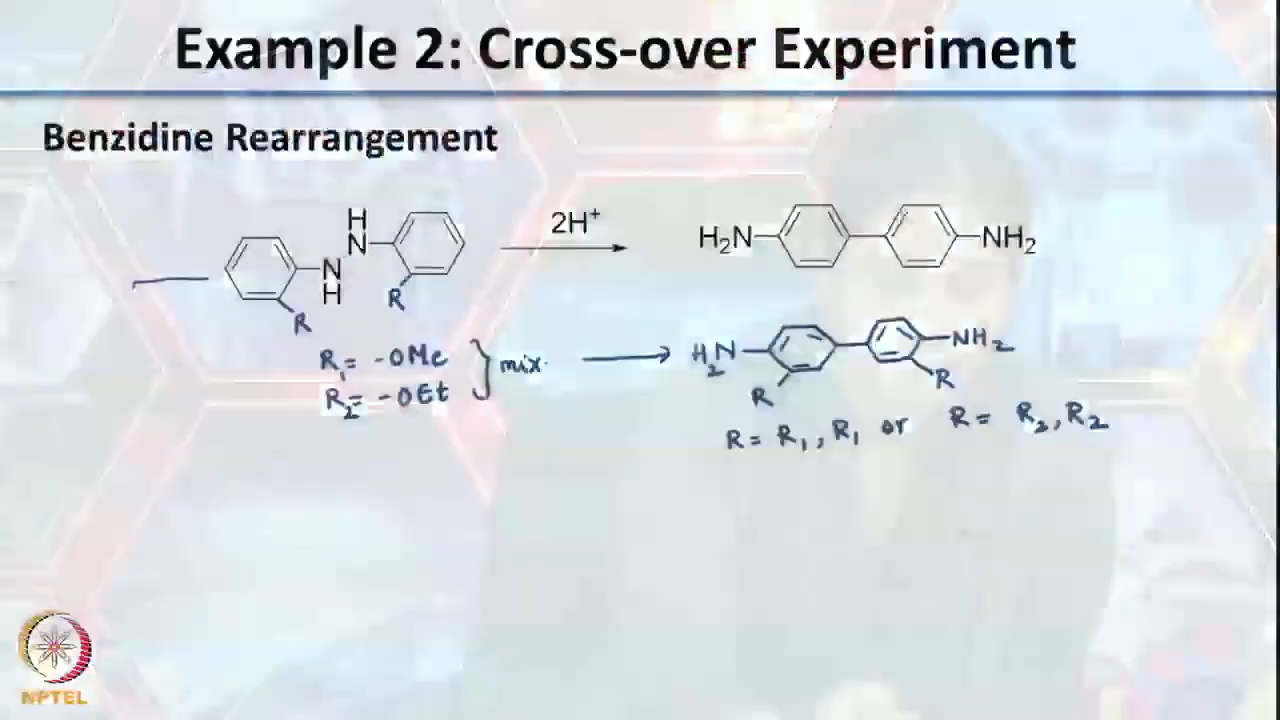 Example 2: Cross-over Experiment
Benzidine Rearrangement
H
N
N
H
R
R
2H⁺
H₂N
NH₂
R₁ = -OMe
R₂ = -OEt
} mix.
H₂N
NH₂
R
R
R = R₁, R₁ or R = R₂, R₂
NPTEL